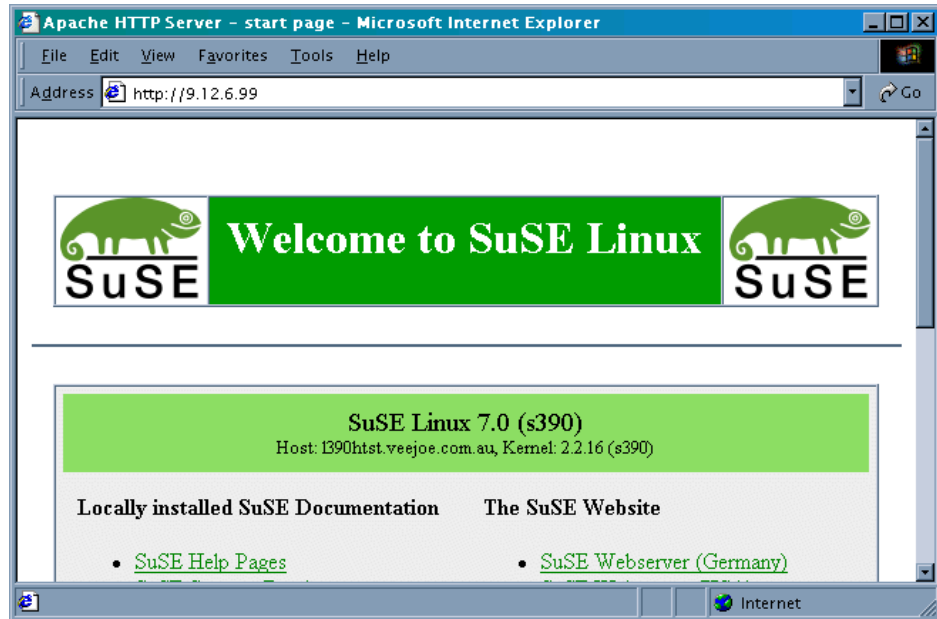 Apache HTTP Server - start page - Microsoft Internet Explorer
File Edit View Favorites Tools Help
Address http://9.12.6.99 Go
SuSE Welcome to SuSE Linux SuSE
SuSE Linux 7.0 (s390)
Host: l390htst.veejoe.com.au, Kernel: 2.2.16 (s390)
Locally installed SuSE Documentation The SuSE Website
• SuSE Help Pages • SuSE Webserver (Germany)
Internet